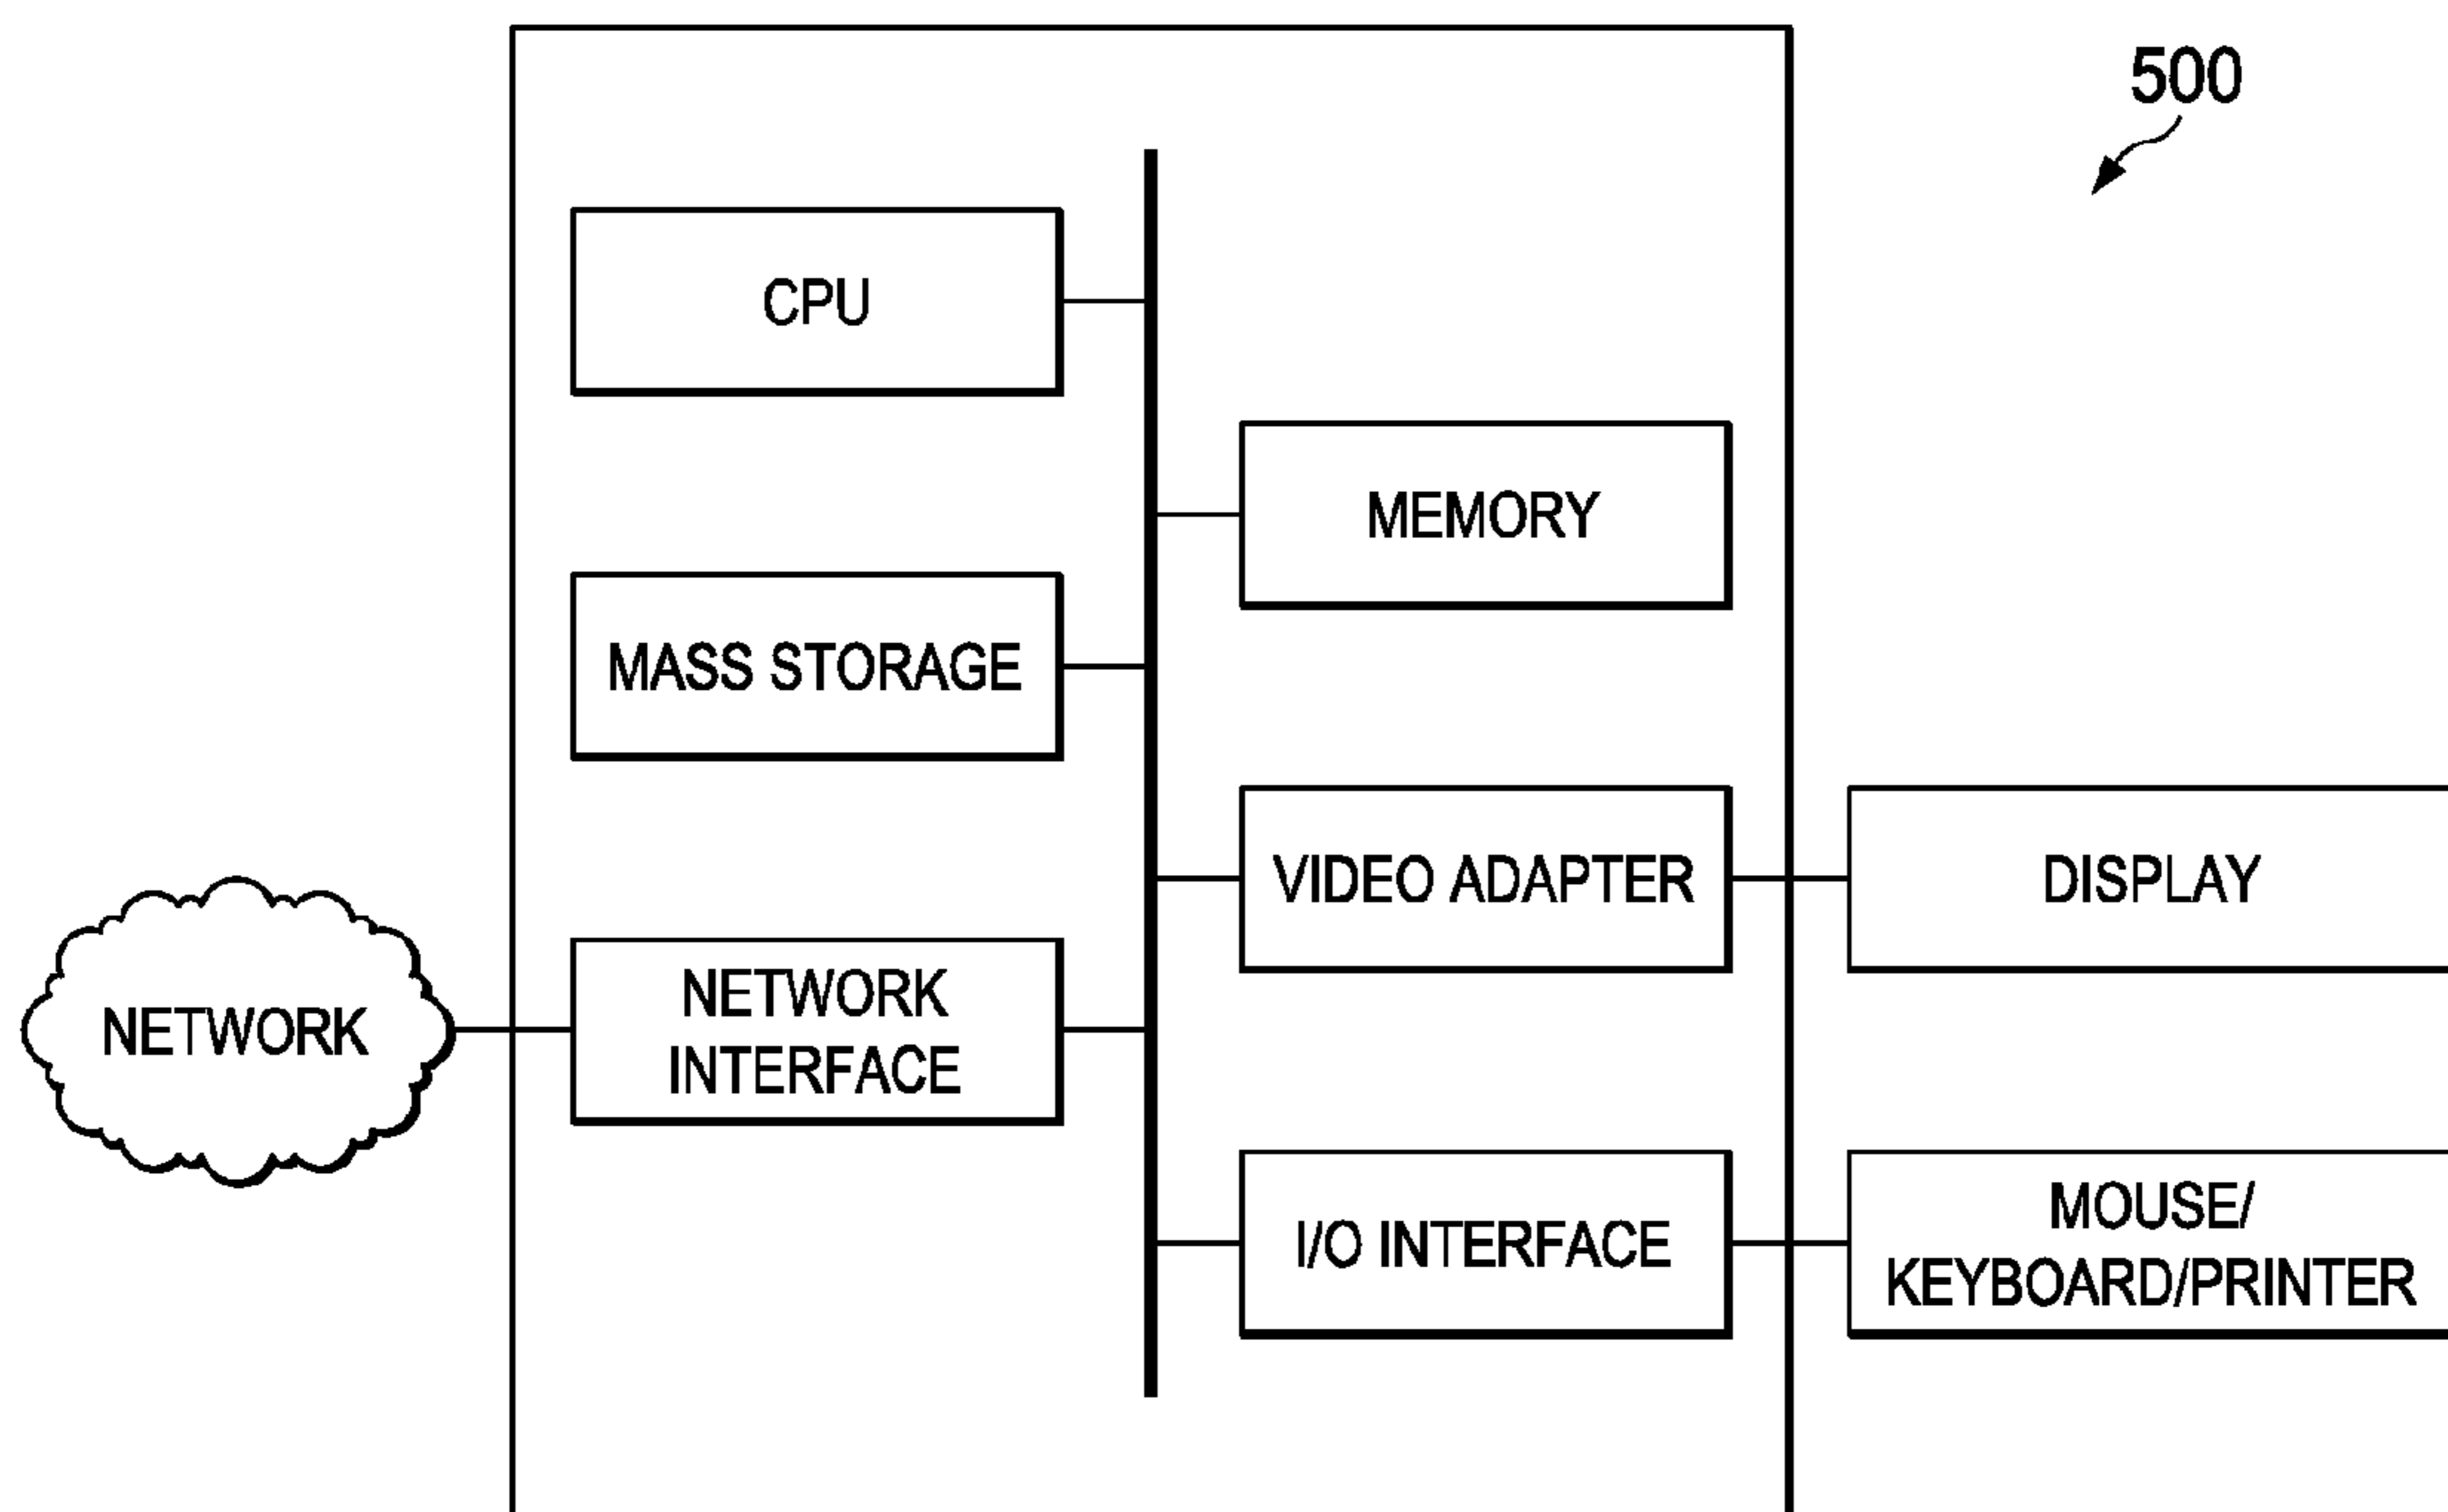 500
CPU
MEMORY
MASS STORAGE
VIDEO ADAPTER
DISPLAY
NETWORK
NETWORK
INTERFACE
I/O INTERFACE
MOUSE/
KEYBOARD/PRINTER